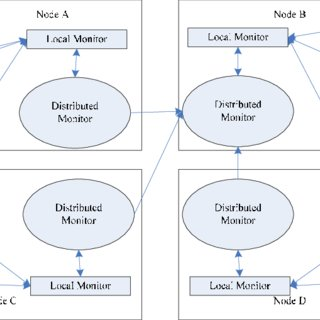 Node A
Local Monitor
Distributed
Monitor
Node B
Local Monitor
Distributed
Monitor
Distributed
Monitor
Local Monitor
de C
Distributed
Monitor
Local Monitor
Node D